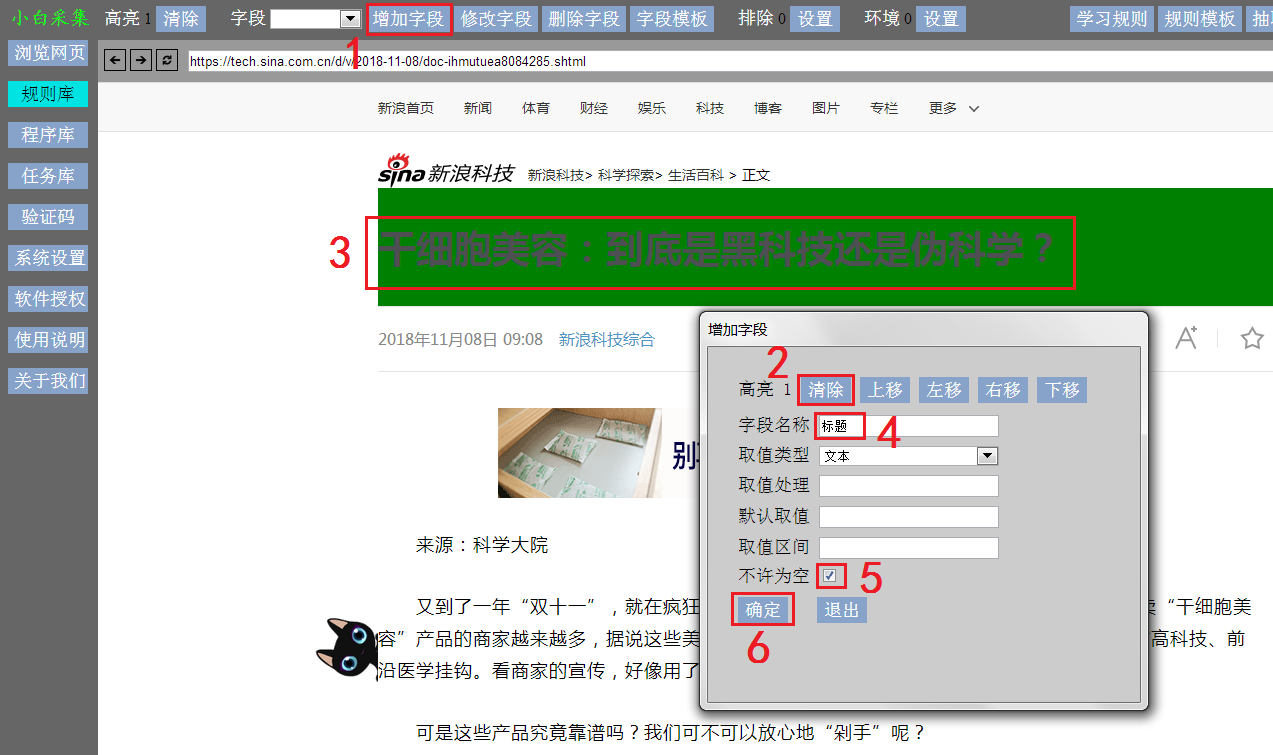 小白采集 高亮 1 清除 字段 增加字段 修改字段 删除字段 字段模板 排除 0 设置 环境 0 设置 学习规则 规则模板
1
浏览网页
规则库
程序库
任务库
验证码
系统设置
软件授权
使用说明
关于我们
https://tech.sina.com.cn/d/v/2018-11-08/doc-ihmutuea8084285.shtml
新浪首页 新闻 体育 财经 娱乐 科技 博客 图片 专栏 更多
sina 新浪科技 新浪科技> 科学探索> 生活百科 > 正文
3
干细胞美容：到底是黑科技还是伪科学？
2018年11月08日 09:08 新浪科技综合
A+
别
来源：科学大院
又到了一年“双十一”，就在疯狂
“干细胞美
容”产品的商家越来越多，据说这些美
高科技、前
沿医学挂钩。看商家的宣传，好像用了
可是这些产品究竟靠谱吗？我们可不可以放心地“剁手”呢？
增加字段
2
高亮 1 清除 上移 左移 右移 下移
字段名称 标题 4
取值类型 文本
取值处理
默认取值
取值区间
不许为空 5
确定 退出
6